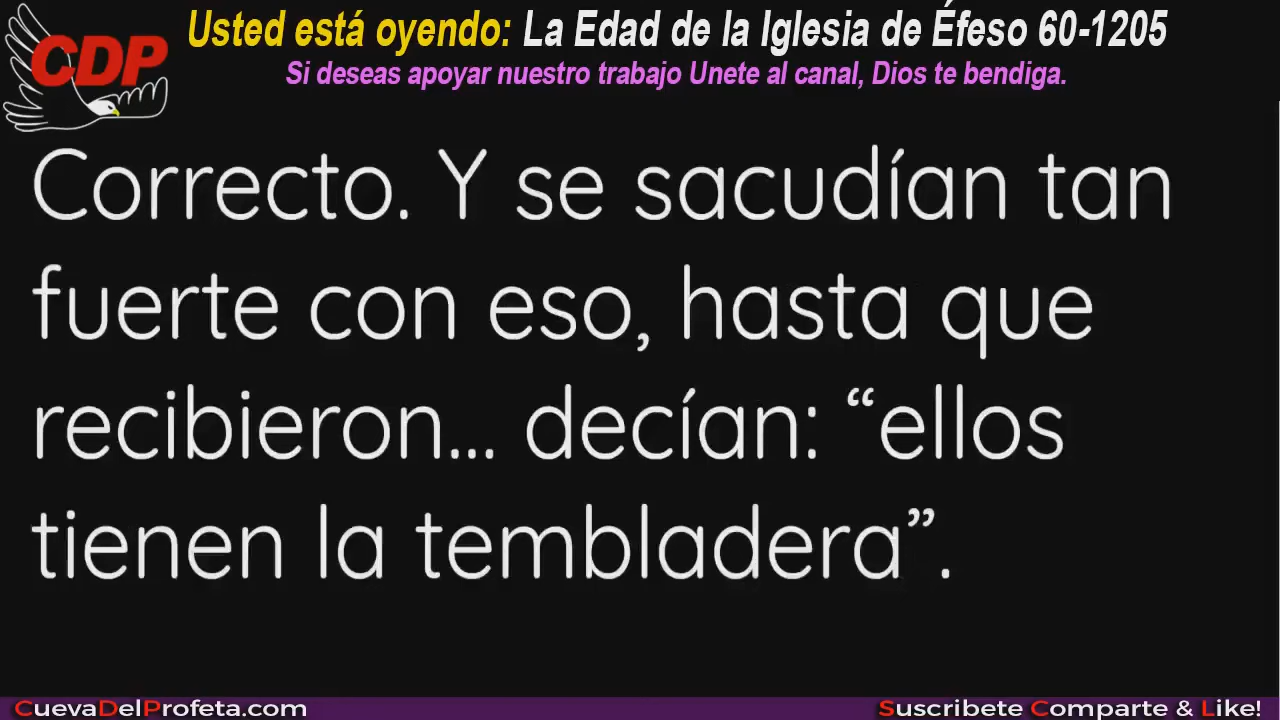 CDP
Usted está oyendo: La Edad de la Iglesia de Éfeso 60-1205
Si deseas apoyar nuestro trabajo Unete al canal, Dios te bendiga.
Correcto. Y se sacudían tan
fuerte con eso, hasta que
recibieron... decían: “ellos
tienen la tembladera”.
CuevaDelProfeta.com
Suscribete Comparte & Like!